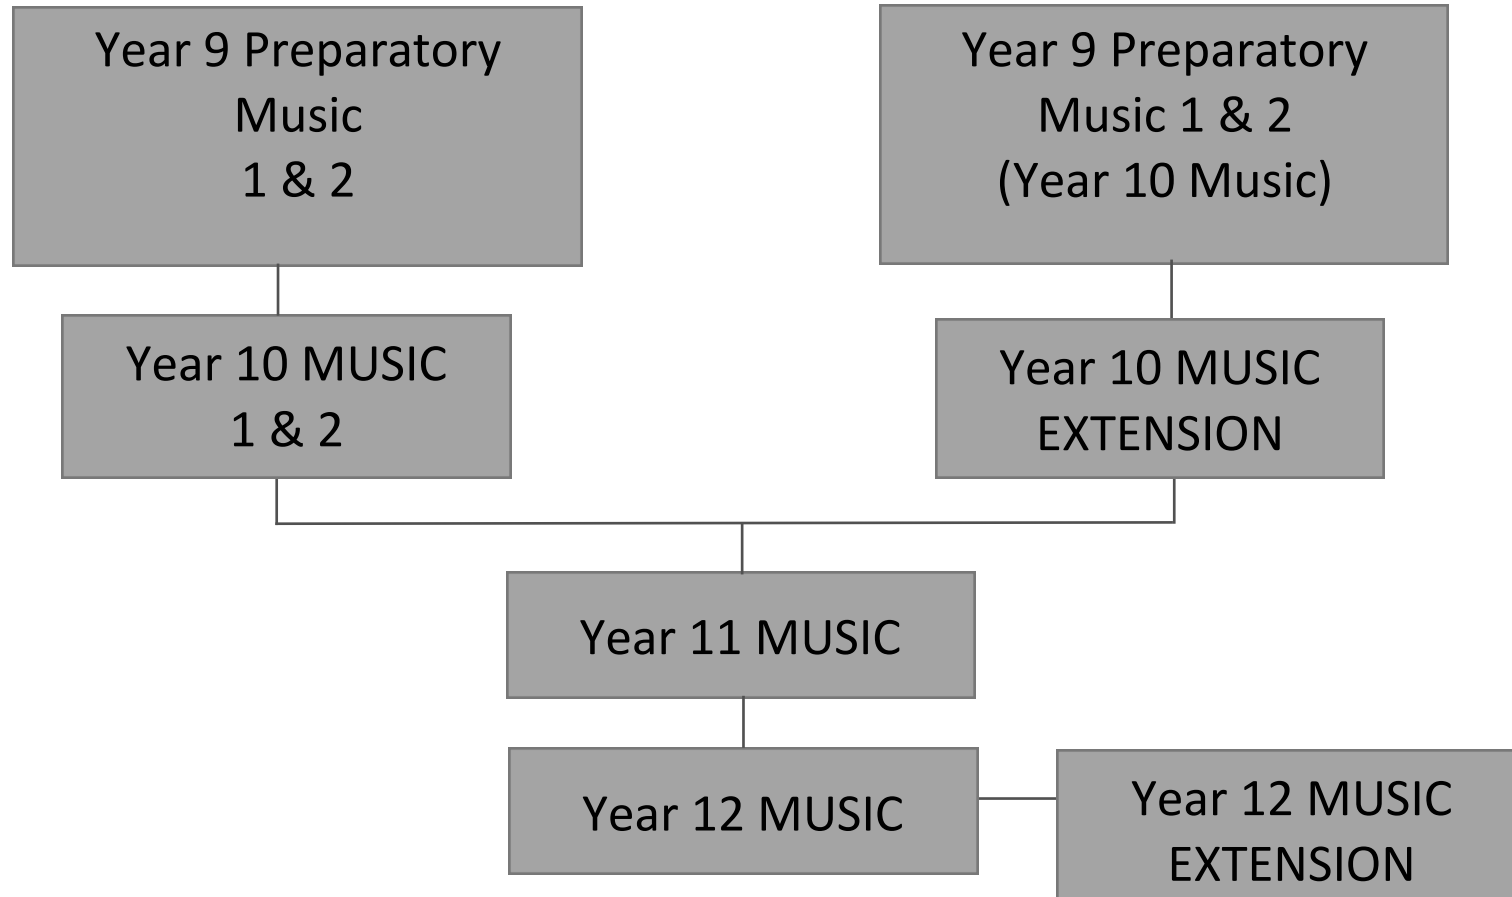 Year 9 Preparatory
Music
1 & 2
Year 9 Preparatory
Music 1 & 2
(Year 10 Music)
Year 10 MUSIC
1 & 2
Year 10 MUSIC
EXTENSION
Year 11 MUSIC
Year 12 MUSIC
Year 12 MUSIC
EXTENSION